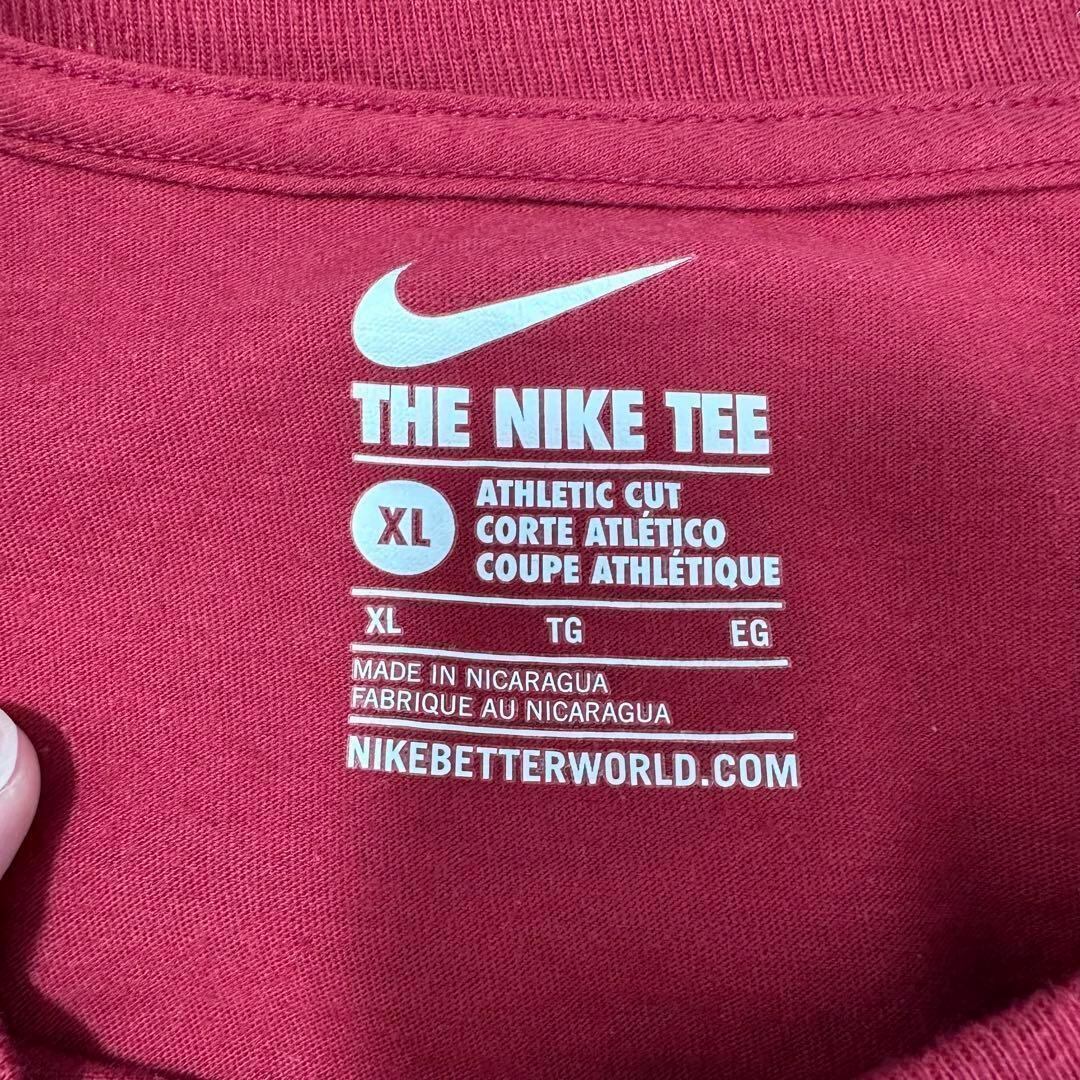 THE NIKE TEE
XL
ATHLETIC CUT
CORTE ATLÉTICO
COUPE ATHLÉTIQUE
XL TG EG
MADE IN NICARAGUA
FABRIQUE AU NICARAGUA
NIKEBETTERWORLD.COM